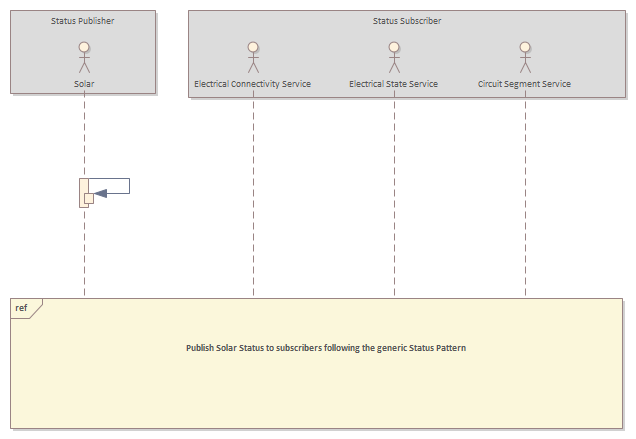 Status Publisher
Status Subscriber
Solar
Electrical Connectivity Service
Electrical State Service
Circuit Segment Service
ref
Publish Solar Status to subscribers following the generic Status Pattern